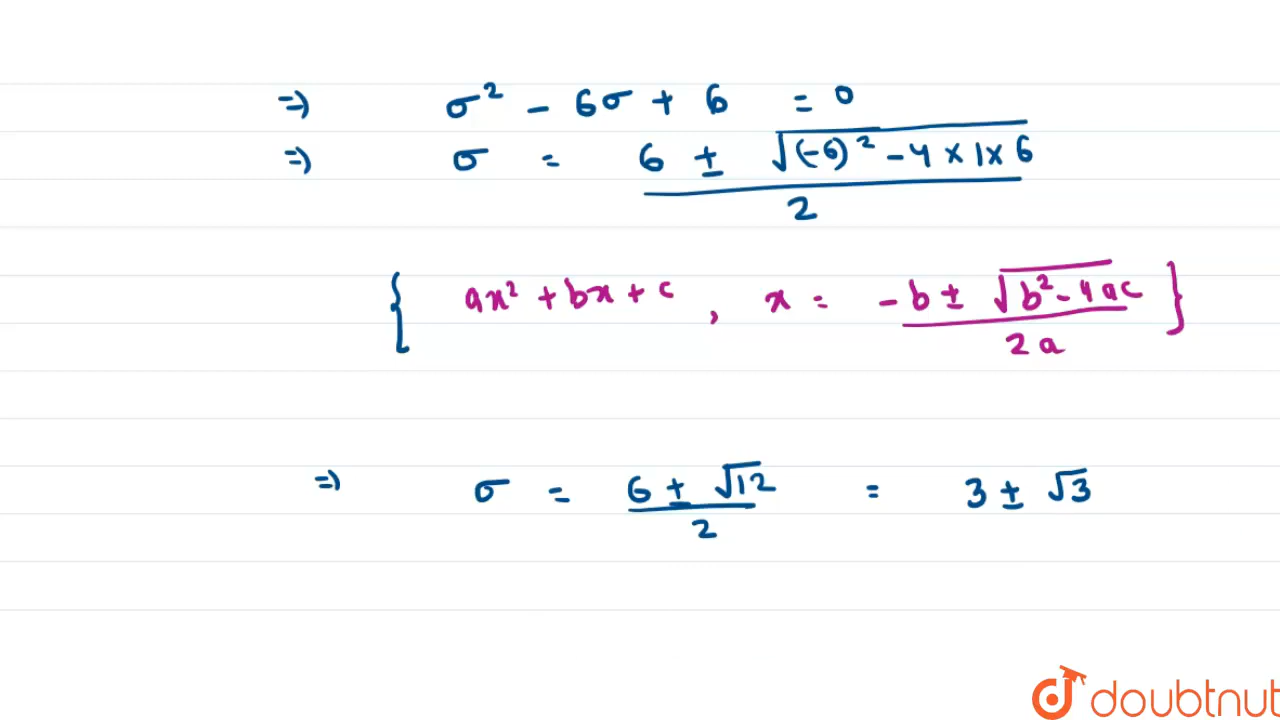 ⇒ σ² - 6σ + 6 = 0
⇒ σ = (6 ± √((-6)² - 4 × 1 × 6)) / 2
{ ax² + bx + c , x = (-b ± √(b² - 4ac)) / 2a }
⇒ σ = (6 ± √12) / 2 = 3 ± √3
doubtnut